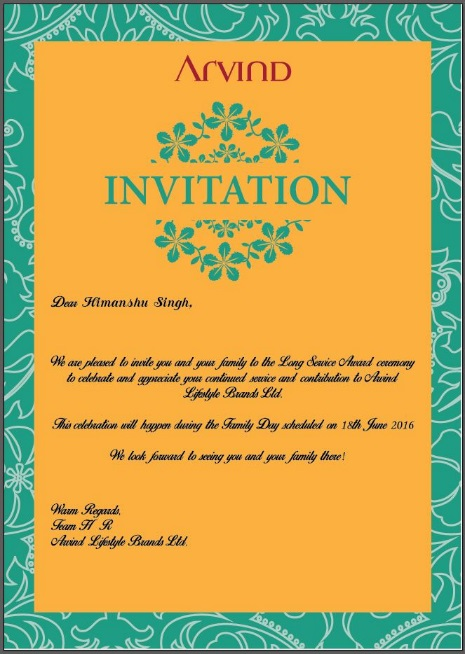 ARVIND
INVITATION
Dear Himanshu Singh,
We are pleased to invite you and your family to the Long Service Award ceremony
to celebrate and appreciate your continued service and contribution to Arvind
Lifestyle Brands Ltd.
This celebration will happen during the Family Day scheduled on 18th June 2016
We look forward to seeing you and your family there!
Warm Regards,
Team H R
Arvind Lifestyle Brands Ltd.